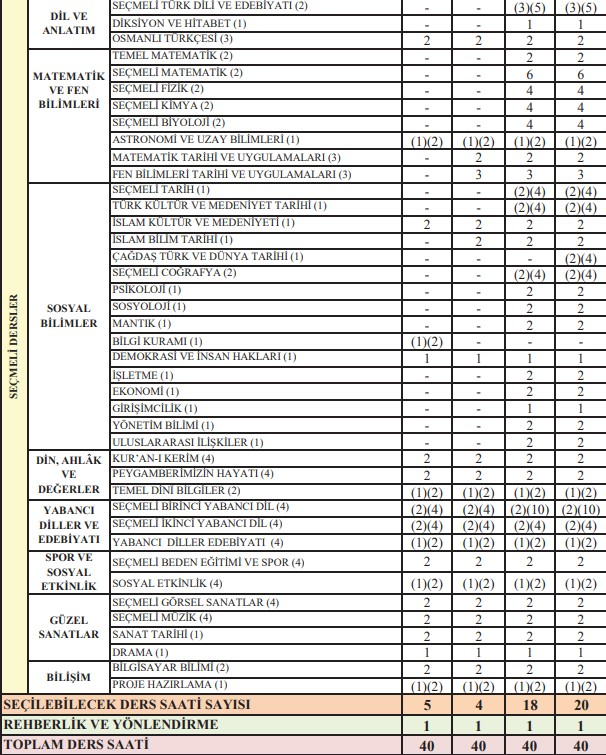 SEÇMELİ DERSLER
DİL VE
ANLATIM
SEÇMELİ TÜRK DİLİ VE EDEBİYATI (2) - - (3)(5) (3)(5)
DİKSİYON VE HİTABET (1) - - 1 1
OSMANLI TÜRKÇESİ (3) 2 2 2 2
MATEMATİK
VE FEN
BİLİMLERİ
TEMEL MATEMATİK (2) - - 2 2
SEÇMELİ MATEMATİK (2) - - 6 6
SEÇMELİ FİZİK (2) - - 4 4
SEÇMELİ KİMYA (2) - - 4 4
SEÇMELİ BİYOLOJİ (2) - - 4 4
ASTRONOMİ VE UZAY BİLİMLERİ (1) (1)(2) (1)(2) (1)(2) (1)(2)
MATEMATİK TARİHİ VE UYGULAMALARI (3) - 2 2 2
FEN BİLİMLERİ TARİHİ VE UYGULAMALARI (3) - 3 3 3
SOSYAL
BİLİMLER
SEÇMELİ TARİH (1) - - (2)(4) (2)(4)
TÜRK KÜLTÜR VE MEDENİYET TARİHİ (1) - - (2)(4) (2)(4)
İSLAM KÜLTÜR VE MEDENİYETİ (1) 2 2 2 2
İSLAM BİLİM TARİHİ (1) - 2 2 2
ÇAĞDAŞ TÜRK VE DÜNYA TARİHİ (1) - - - (2)(4)
SEÇMELİ COĞRAFYA (2) - - (2)(4) (2)(4)
PSİKOLOJİ (1) - - 2 2
SOSYOLOJİ (1) - - 2 2
MANTIK (1) - - 2 2
BİLGİ KURAMI (1) (1)(2) - - -
DEMOKRASİ VE İNSAN HAKLARI (1) 1 1 1 1
İŞLETME (1) - - 2 2
EKONOMİ (1) - - 2 2
GİRİŞİMCİLİK (1) - - 1 1
YÖNETİM BİLİMİ (1) - - 2 2
ULUSLARARASI İLİŞKİLER (1) - - 2 2
DİN, AHLÂK
VE
DEĞERLER
KUR'AN-I KERİM (4) 2 2 2 2
PEYGAMBERİMİZİN HAYATI (4) 2 2 2 2
TEMEL DİNİ BİLGİLER (2) (1)(2) (1)(2) (1)(2) (1)(2)
YABANCI
DİLLER VE
EDEBİYATI
SEÇMELİ BİRİNCİ YABANCI DİL (4) (2)(4) (2)(4) (2)(10) (2)(10)
SEÇMELİ İKİNCİ YABANCI DİL (4) (2)(4) (2)(4) (2)(4) (2)(4)
YABANCI DİLLER EDEBİYATI (4) (1)(2) (1)(2) (1)(2) (1)(2)
SPOR VE
SOSYAL
ETKİNLİK
SEÇMELİ BEDEN EĞİTİMİ VE SPOR (4) 2 2 2 2
SOSYAL ETKİNLİK (4) (1)(2) (1)(2) (1)(2) (1)(2)
GÜZEL
SANATLAR
SEÇMELİ GÖRSEL SANATLAR (4) 2 2 2 2
SEÇMELİ MÜZİK (4) 2 2 2 2
SANAT TARİHİ (1) 2 2 2 2
DRAMA (1) 1 1 1 1
BİLİŞİM
BİLGİSAYAR BİLİMİ (2) 2 2 2 2
PROJE HAZIRLAMA (1) (1)(2) (1)(2) (1)(2) (1)(2)
SEÇİLEBİLECEK DERS SAATİ SAYISI 5 4 18 20
REHBERLİK VE YÖNLENDİRME 1 1 1 1
TOPLAM DERS SAATİ 40 40 40 40